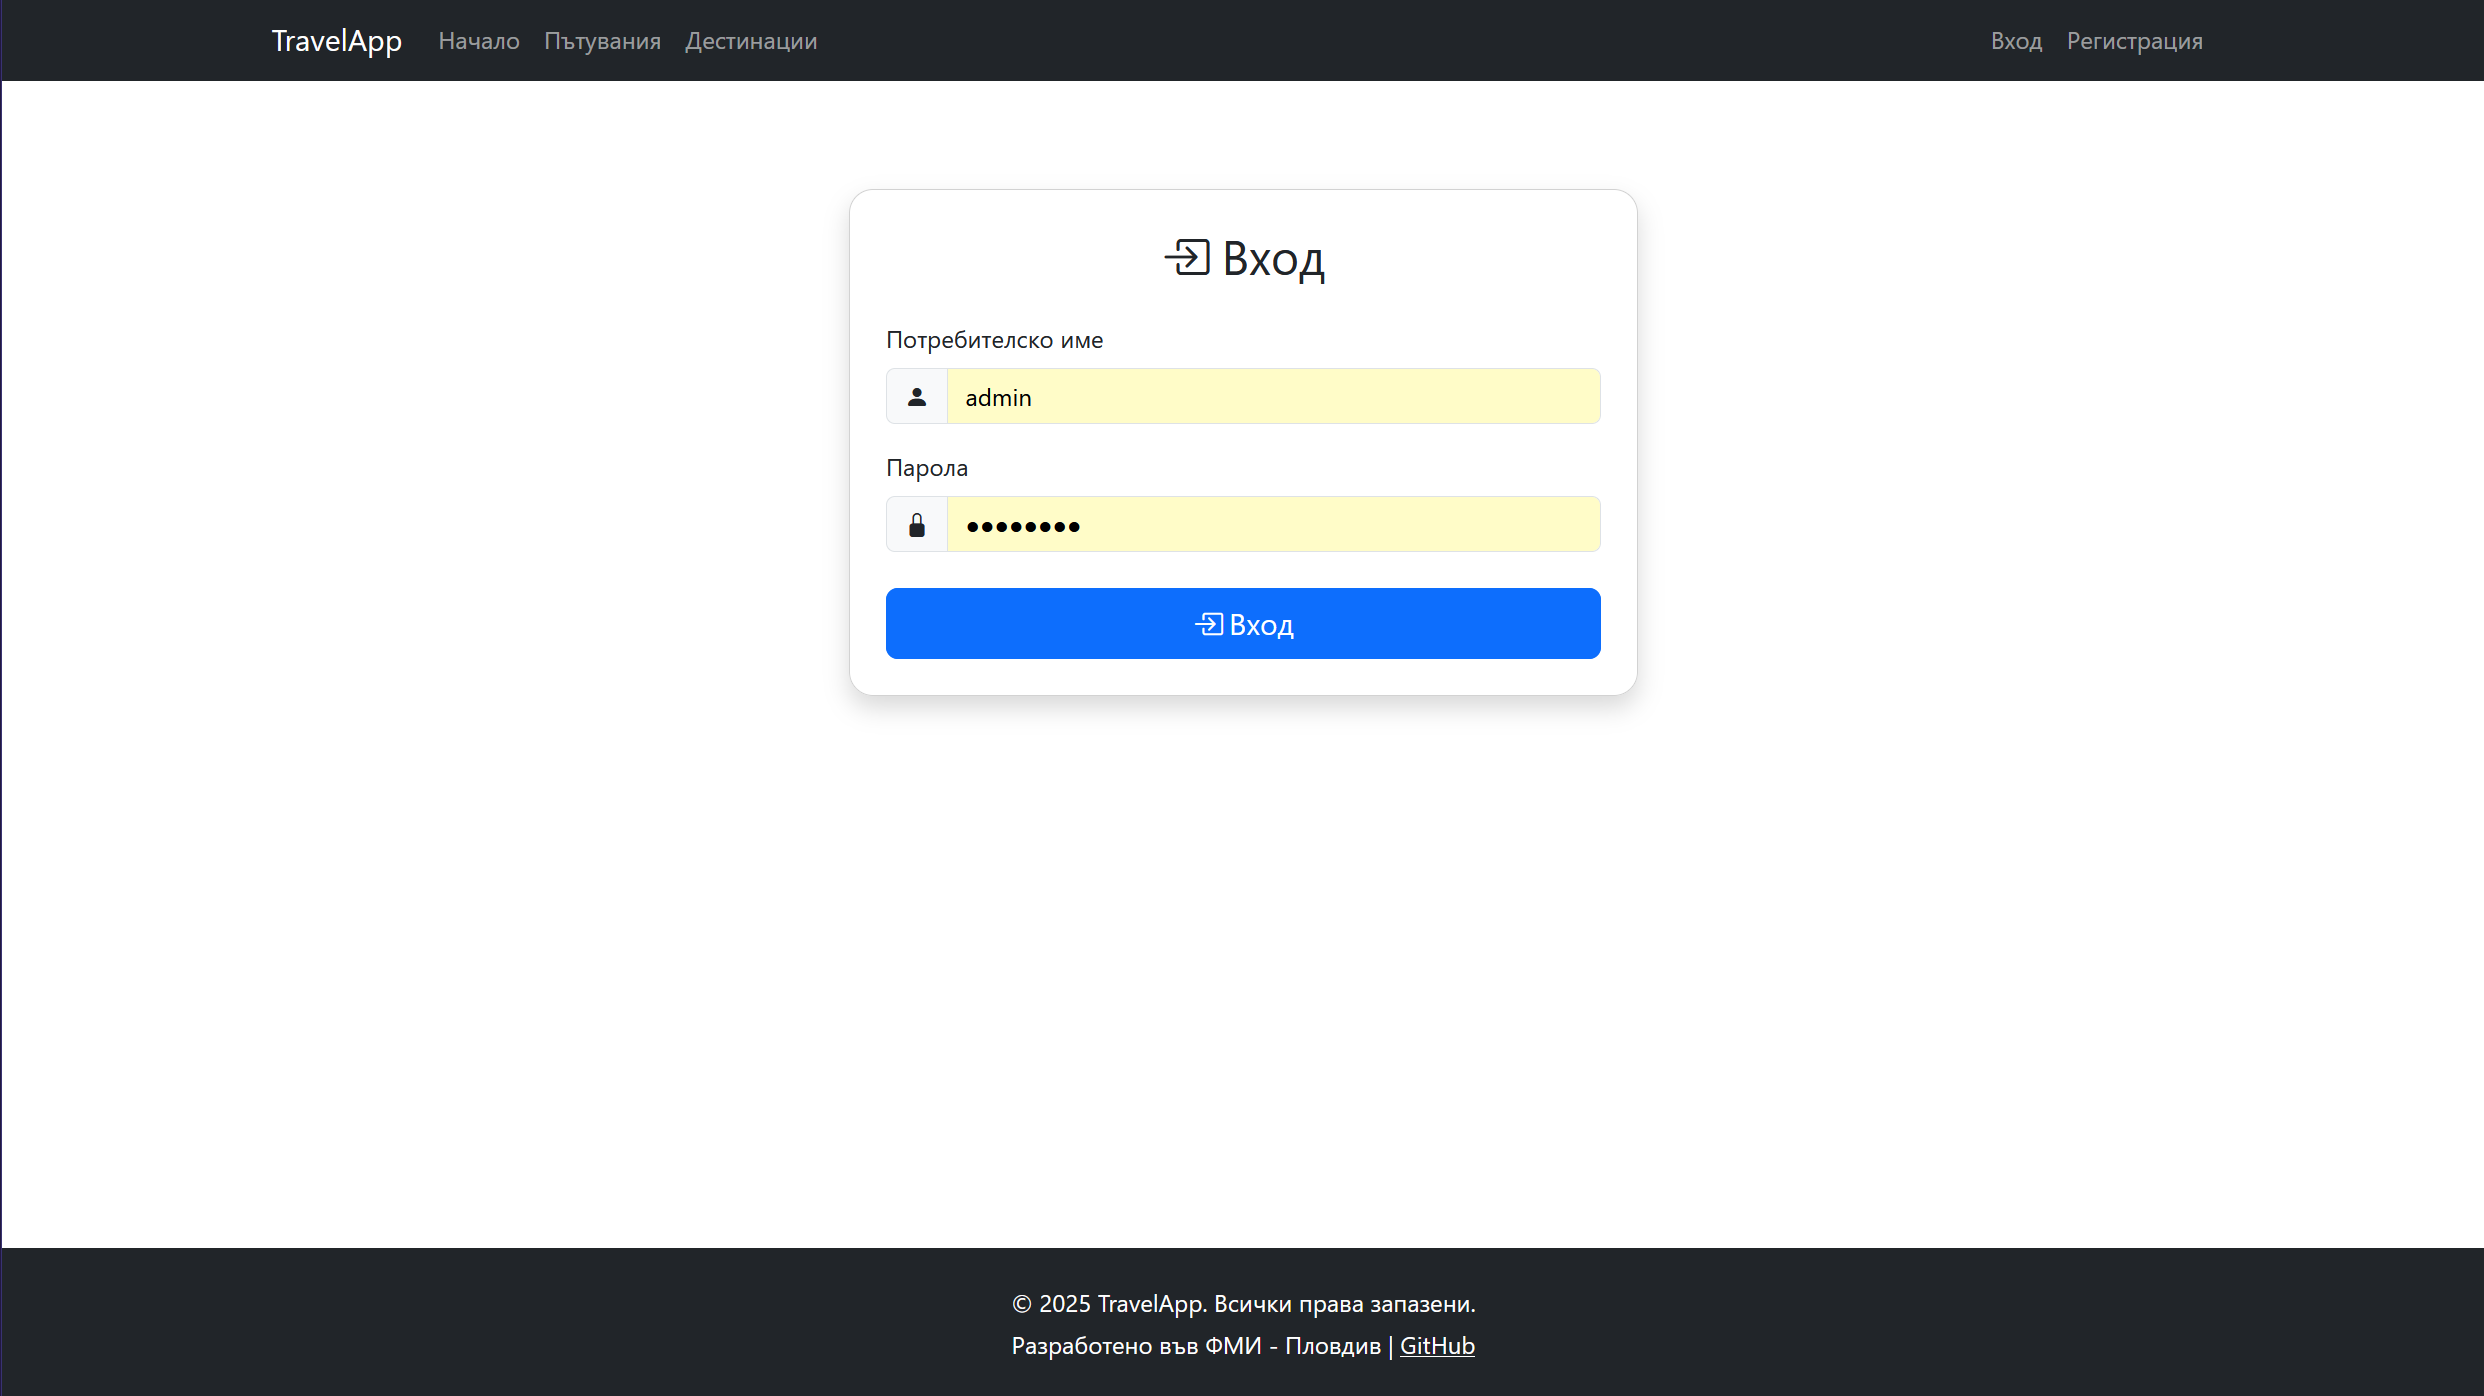 TravelApp Начало Пътувания Дестинации Вход Регистрация
Вход
Потребителско име
admin
Парола
••••••••
Вход
© 2025 TravelApp. Всички права запазени.
Разработено във ФМИ - Пловдив | GitHub